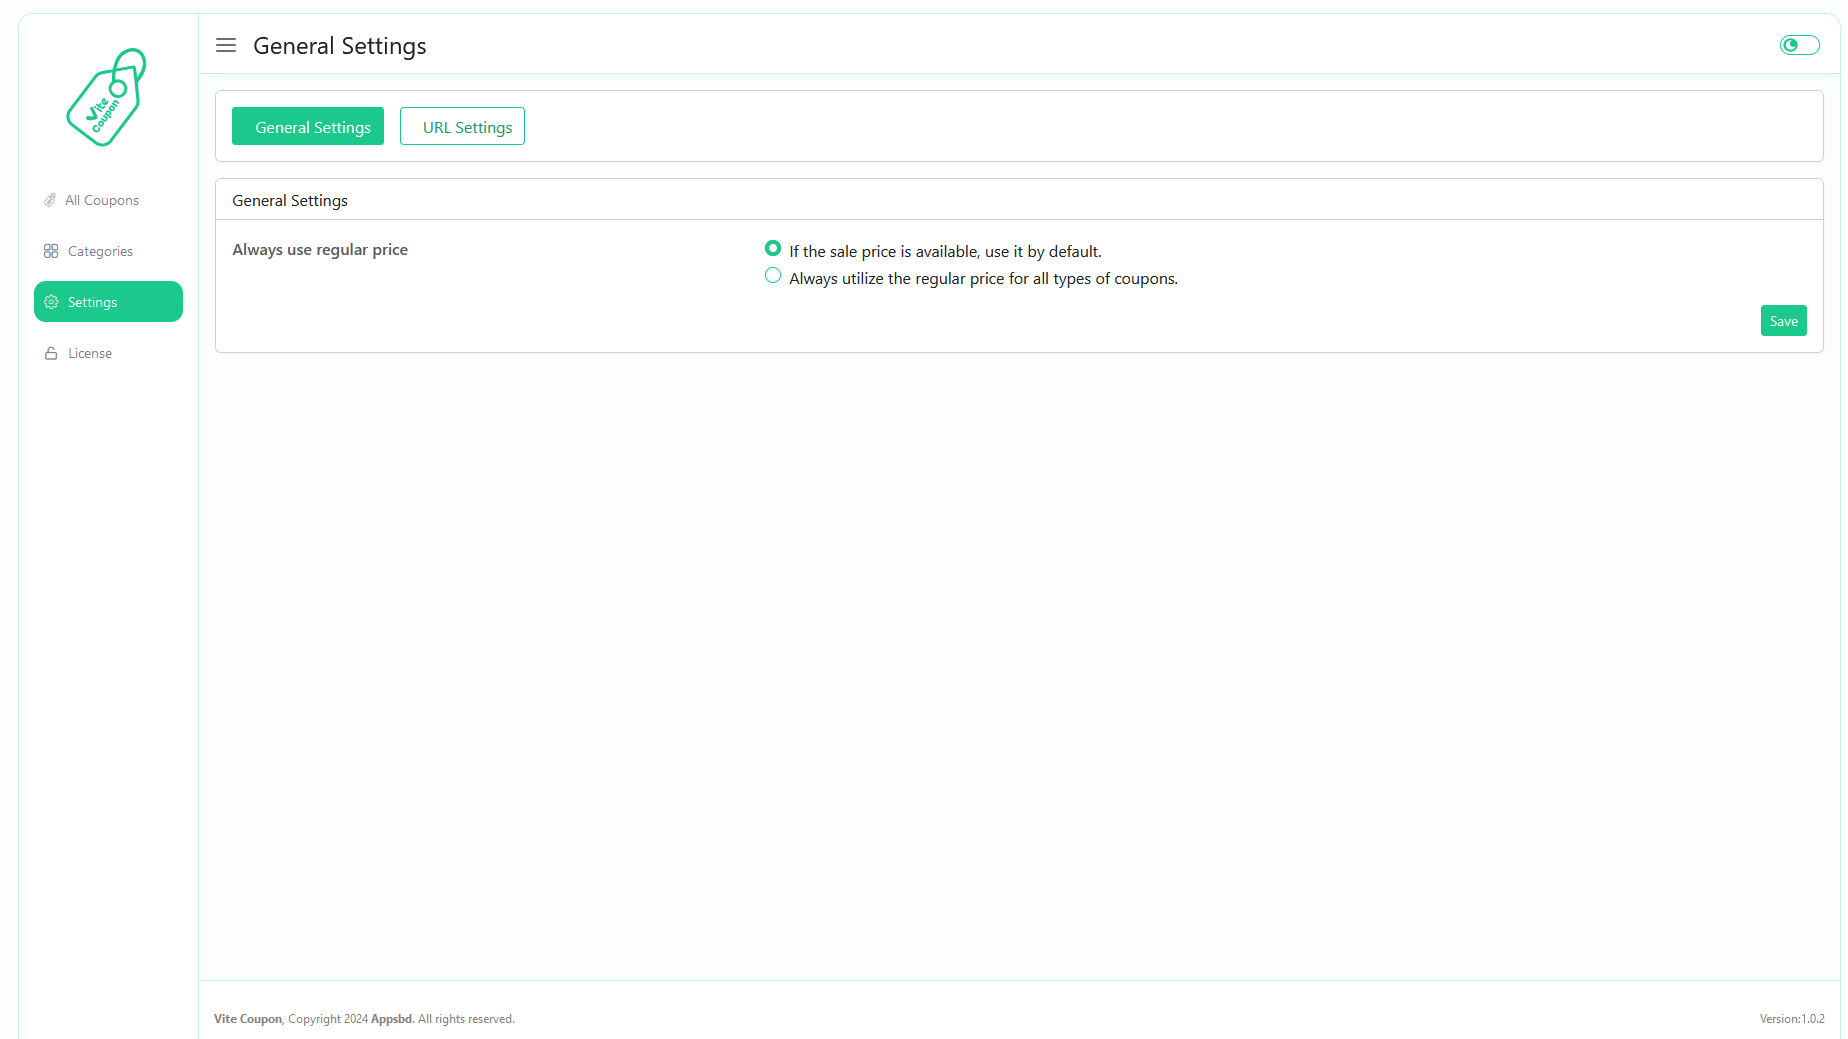 Vite
Coupon
All Coupons
Categories
Settings
License
General Settings
General Settings
URL Settings
General Settings
Always use regular price
If the sale price is available, use it by default.
Always utilize the regular price for all types of coupons.
Save
Vite Coupon, Copyright 2024 Appsbd. All rights reserved.
Version:1.0.2